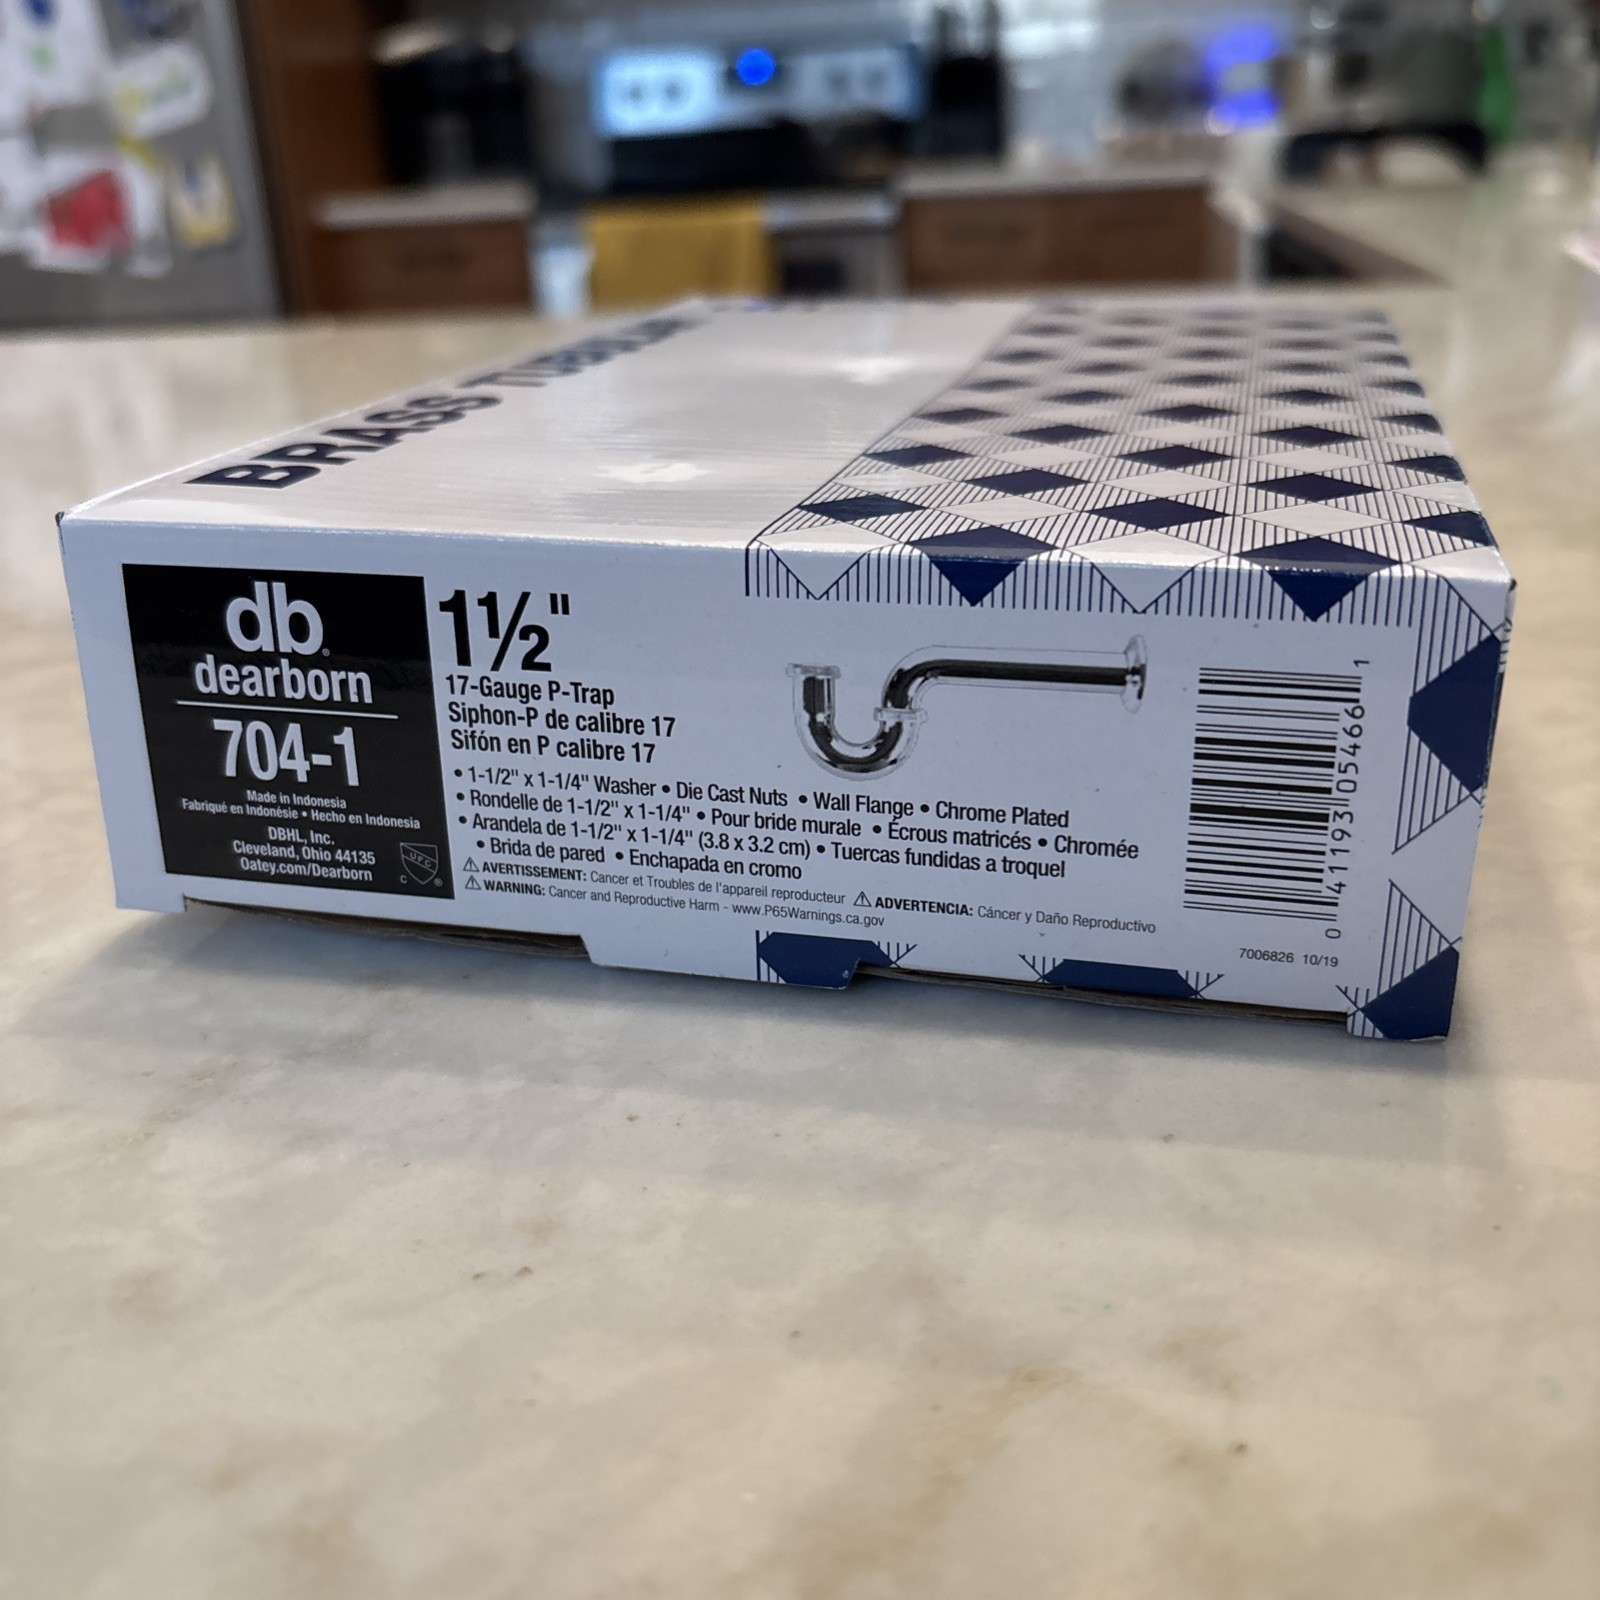 BRASS TUBULAR
db®
dearborn
704-1
Made in Indonesia
Fabriqué en Indonésie • Hecho en Indonesia
DBHL, Inc.
Cleveland, Ohio 44135
Oatey.com/Dearborn
UPC
C ®
1½"
17-Gauge P-Trap
Siphon-P de calibre 17
Sifón en P calibre 17
• 1-1/2" x 1-1/4" Washer • Die Cast Nuts • Wall Flange • Chrome Plated
• Rondelle de 1-1/2" x 1-1/4" • Pour bride murale • Écrous matricés • Chromée
• Arandela de 1-1/2" x 1-1/4" (3.8 x 3.2 cm) • Tuercas fundidas a troquel
• Brida de pared • Enchapada en cromo
⚠ AVERTISSEMENT: Cancer et Troubles de l'appareil reproducteur ⚠ ADVERTENCIA: Cáncer y Daño Reproductivo
⚠ WARNING: Cancer and Reproductive Harm - www.P65Warnings.ca.gov
0 41193 05466 1
7006826 10/19